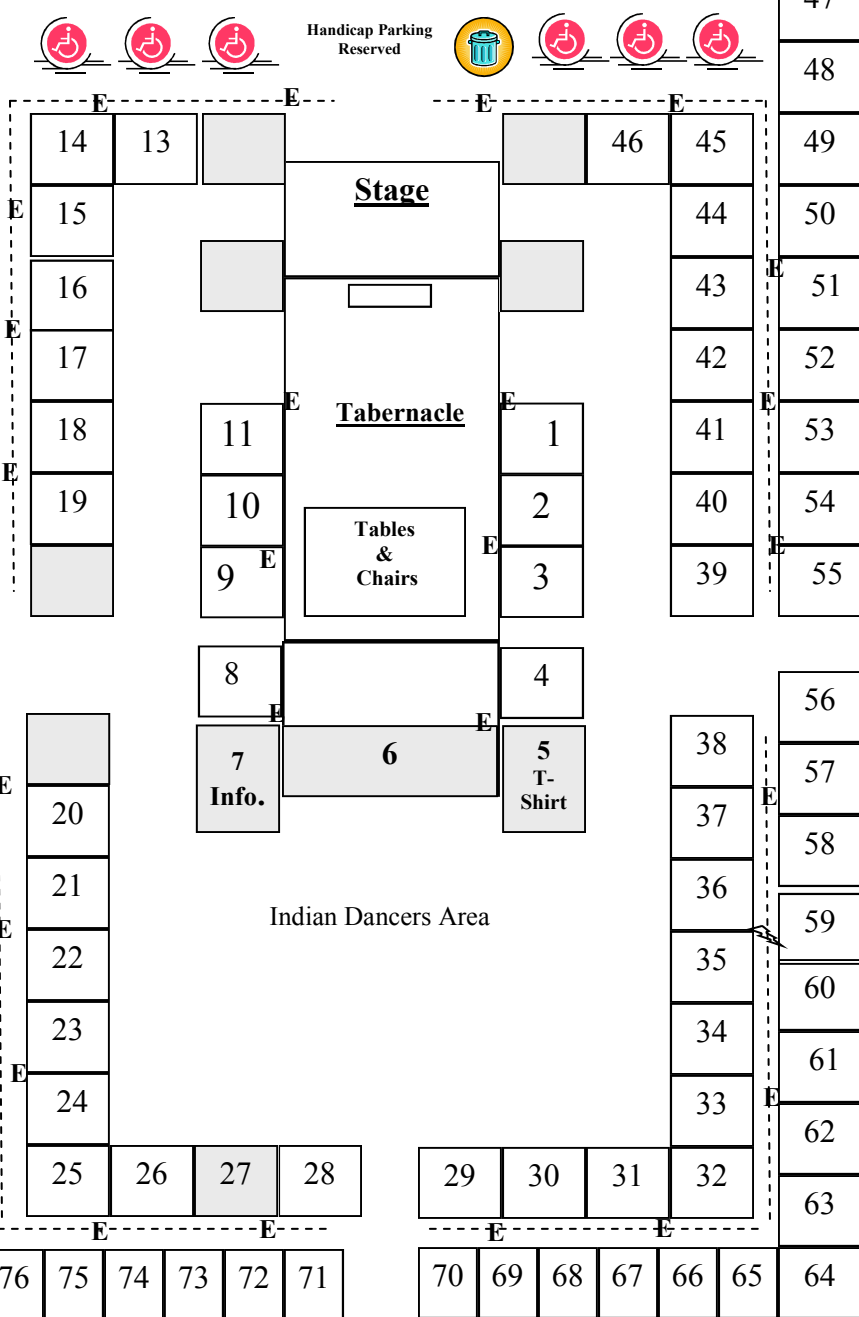 47
Handicap Parking
Reserved
48
E E E E
14 13 46 45 49
Stage
E 15 44 50
E
16 43 51
E
17 42 52
E E E
Tabernacle
18 11 1 41 53
E
19 10 2 40 54
Tables
&
Chairs
E E E
9 3 39 55
8 4
56
E E
7
Info.
6
5
T-
Shirt
38
57
E E
20 37
58
21 36
Indian Dancers Area
59
E
22 35
60
23 34
61
E E
24 33
62
25 26 27 28 29 30 31 32
63
E E E E
76 75 74 73 72 71 70 69 68 67 66 65 64